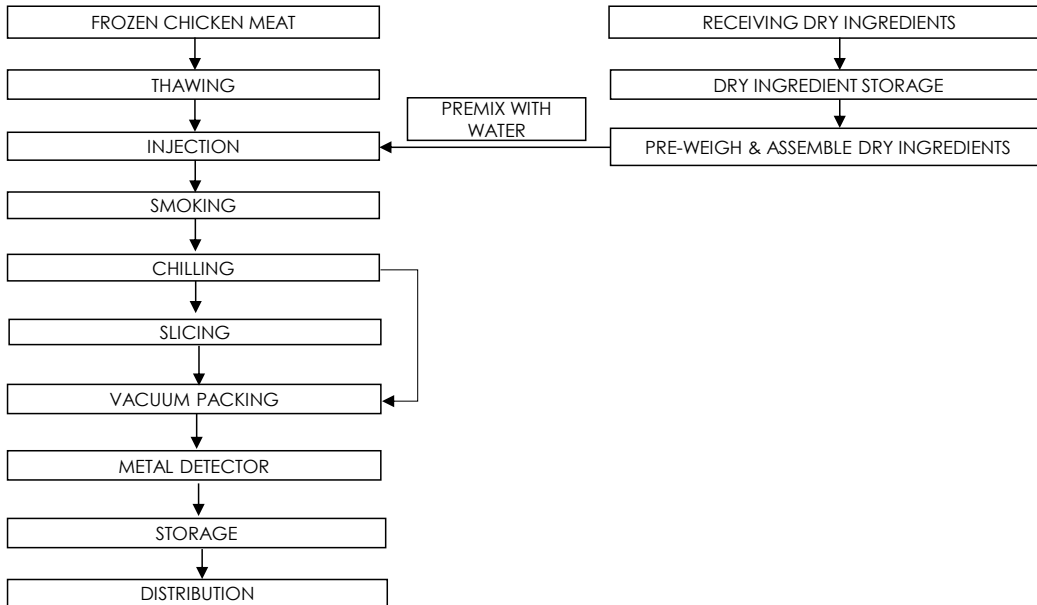 FROZEN CHICKEN MEAT
THAWING
INJECTION
SMOKING
CHILLING
SLICING
VACUUM PACKING
METAL DETECTOR
STORAGE
DISTRIBUTION
PREMIX WITH
WATER
RECEIVING DRY INGREDIENTS
DRY INGREDIENT STORAGE
PRE-WEIGH & ASSEMBLE DRY INGREDIENTS